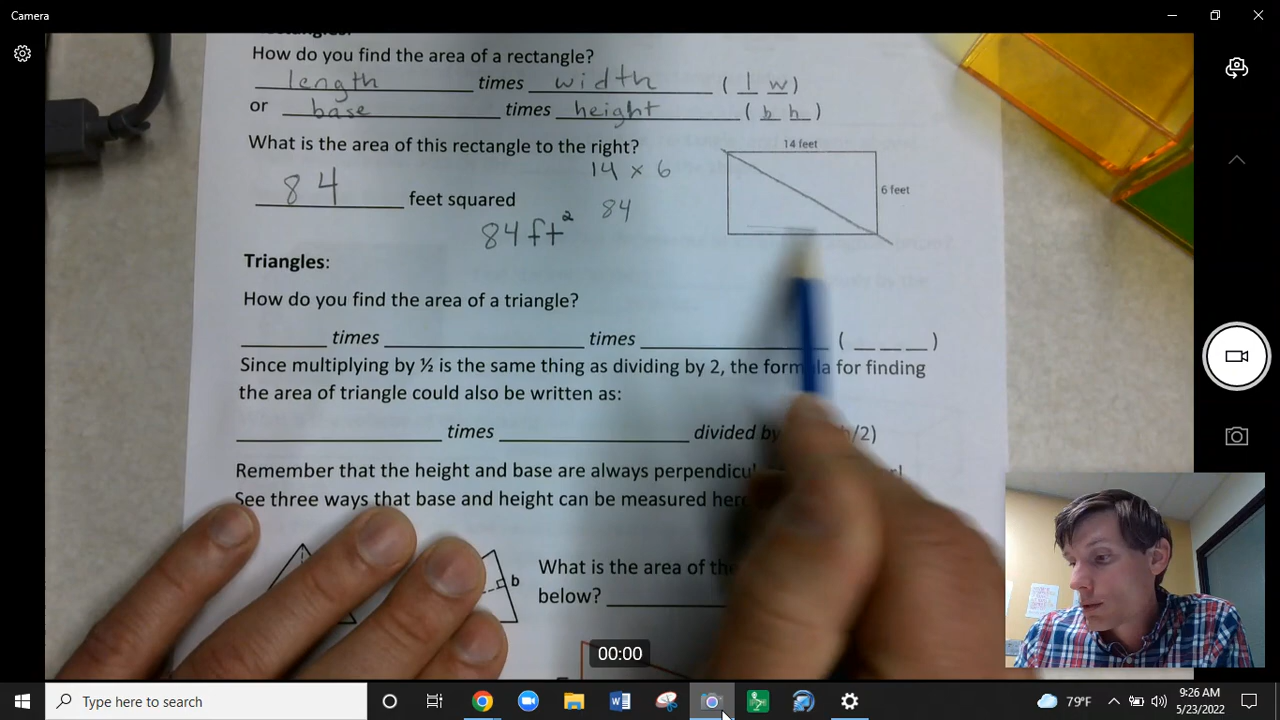 Camera
How do you find the area of a rectangle?
length times width ( l w )
or base times height ( b h )
What is the area of this rectangle to the right?
14 feet
14 × 6
6 feet
84 feet squared
84
84 ft²
Triangles:
How do you find the area of a triangle?
times times (
)
Since multiplying by ½ is the same thing as dividing by 2, the formula for finding
the area of triangle could also be written as:
times divided by /2)
Remember that the height and base are always
See three ways that base and height can be measured
b
What is the area of the
below?
00:00
Type here to search
79°F
9:26 AM
5/23/2022